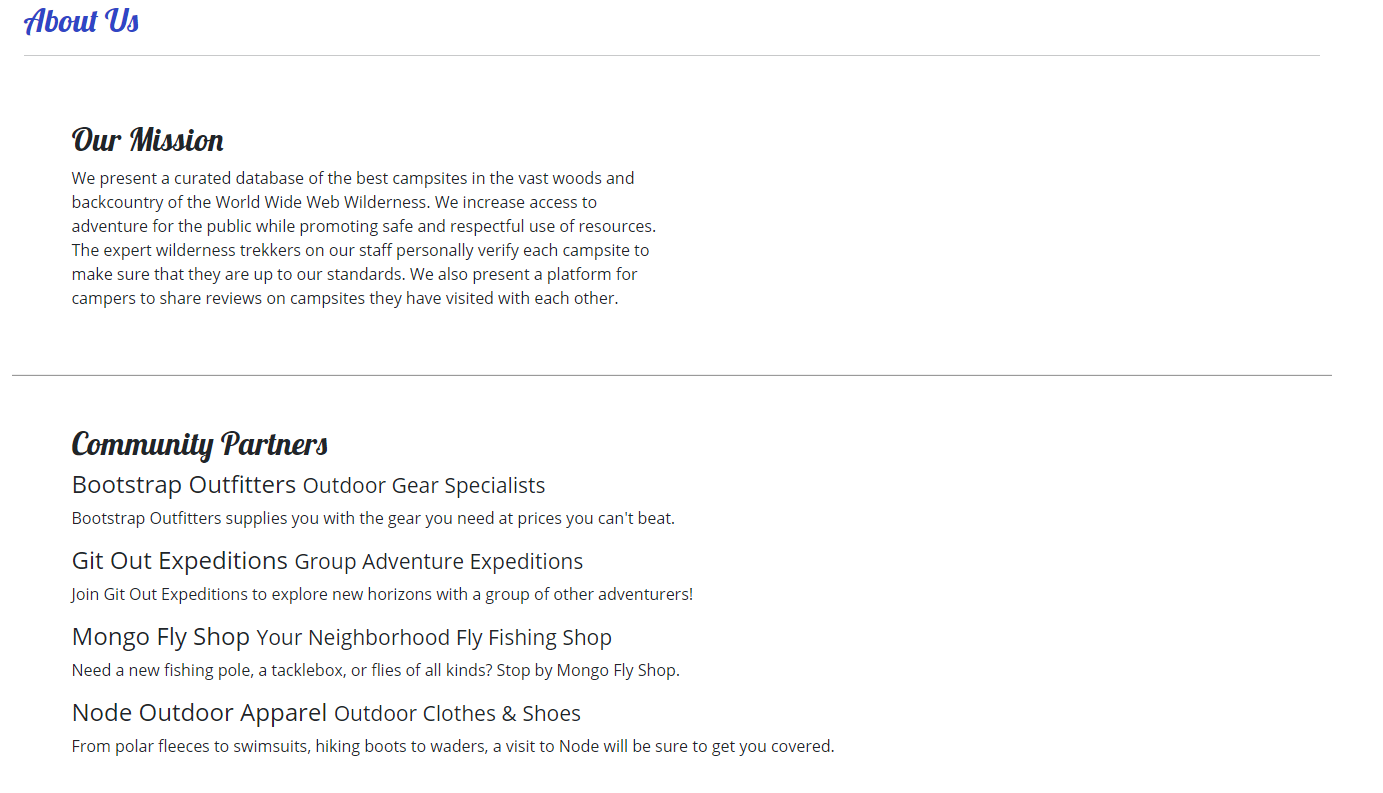 About Us
Our Mission
We present a curated database of the best campsites in the vast woods and
backcountry of the World Wide Web Wilderness. We increase access to
adventure for the public while promoting safe and respectful use of resources.
The expert wilderness trekkers on our staff personally verify each campsite to
make sure that they are up to our standards. We also present a platform for
campers to share reviews on campsites they have visited with each other.
Community Partners
Bootstrap Outfitters Outdoor Gear Specialists
Bootstrap Outfitters supplies you with the gear you need at prices you can't beat.
Git Out Expeditions Group Adventure Expeditions
Join Git Out Expeditions to explore new horizons with a group of other adventurers!
Mongo Fly Shop Your Neighborhood Fly Fishing Shop
Need a new fishing pole, a tacklebox, or flies of all kinds? Stop by Mongo Fly Shop.
Node Outdoor Apparel Outdoor Clothes & Shoes
From polar fleeces to swimsuits, hiking boots to waders, a visit to Node will be sure to get you covered.